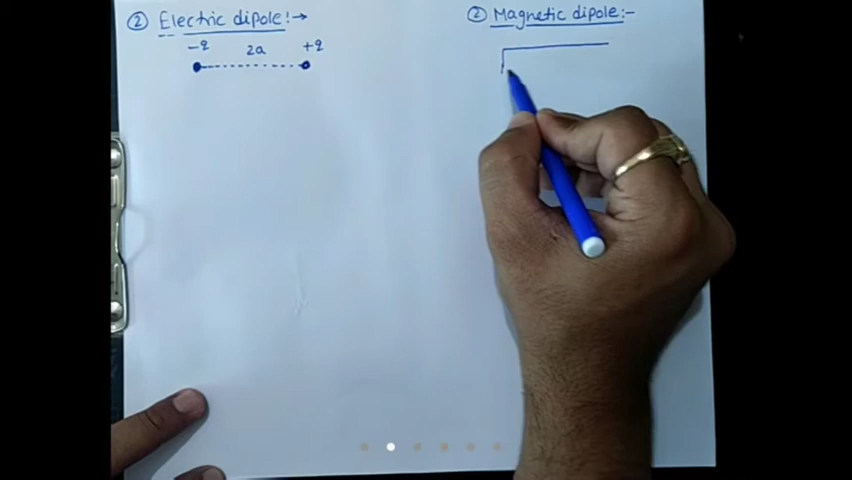 ② Electric dipole:→
-q 2a +q
② Magnetic dipole:-